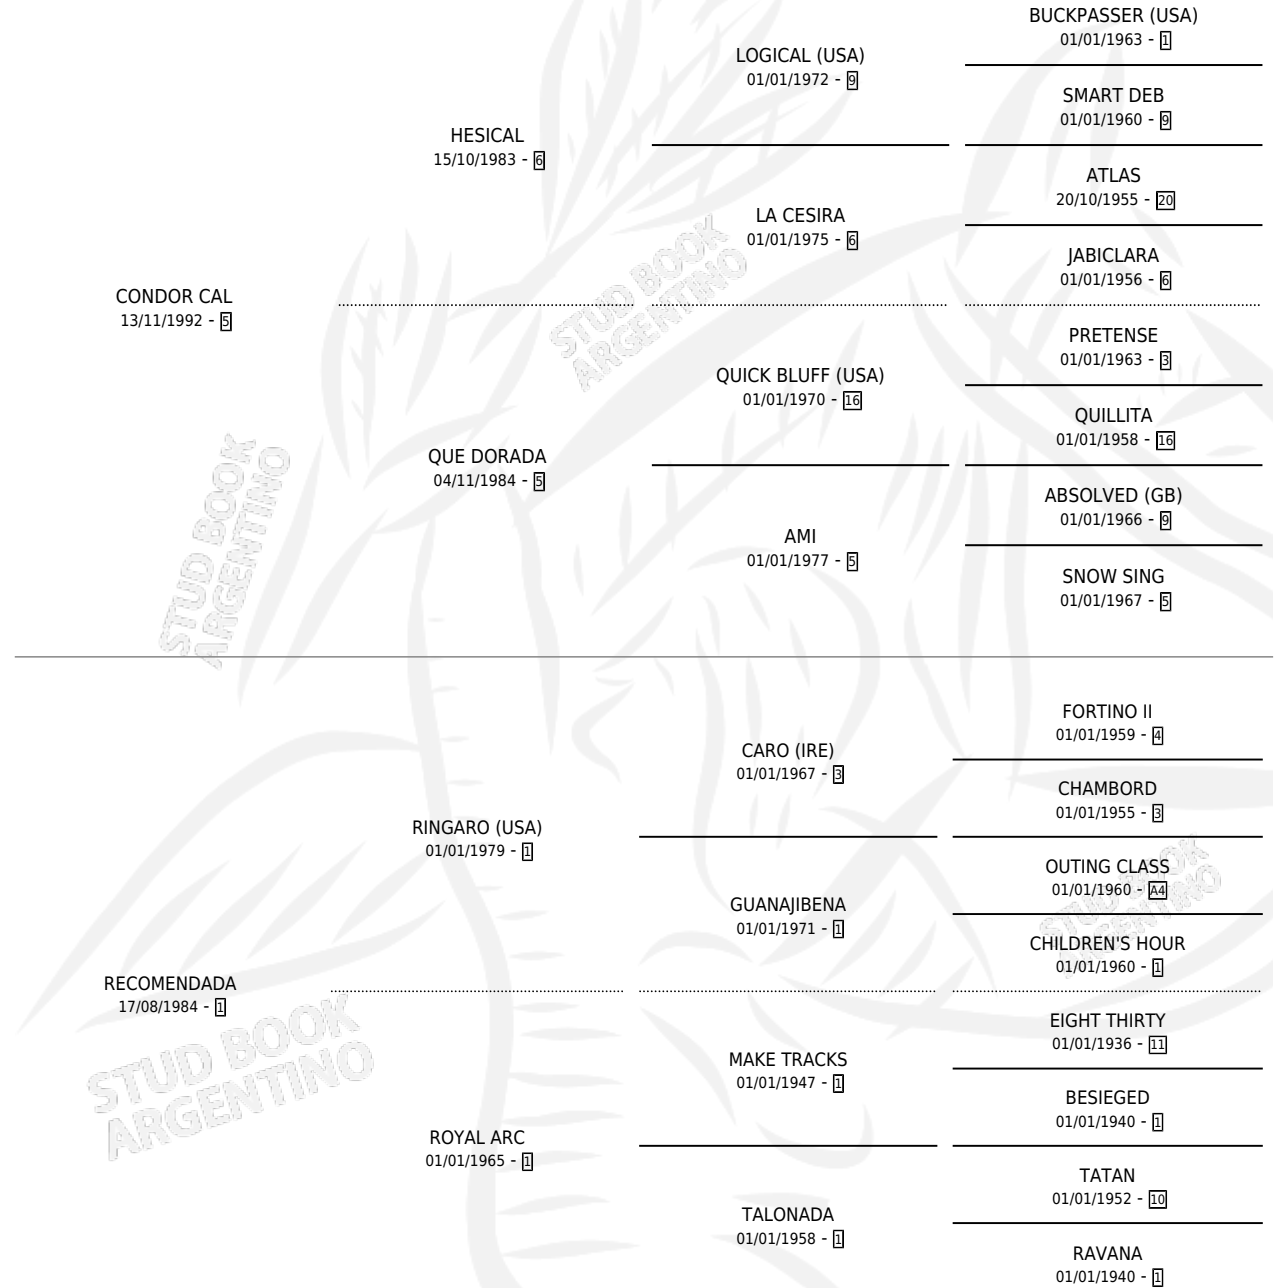 BUCKPASSER (USA)
01/01/1963 - 1
LOGICAL (USA)
01/01/1972 - 9
SMART DEB
01/01/1960 - 9
HESICAL
15/10/1983 - 6
ATLAS
20/10/1955 - 20
LA CESIRA
01/01/1975 - 6
JABICLARA
01/01/1956 - 6
CONDOR CAL
13/11/1992 - 5
PRETENSE
01/01/1963 - 3
QUICK BLUFF (USA)
01/01/1970 - 16
QUILLITA
01/01/1958 - 16
QUE DORADA
04/11/1984 - 5
ABSOLVED (GB)
01/01/1966 - 9
AMI
01/01/1977 - 5
SNOW SING
01/01/1967 - 5
FORTINO II
01/01/1959 - 4
CARO (IRE)
01/01/1967 - 3
CHAMBORD
01/01/1955 - 3
RINGARO (USA)
01/01/1979 - 1
OUTING CLASS
01/01/1960 - A4
GUANAJIBENA
01/01/1971 - 1
CHILDREN'S HOUR
01/01/1960 - 1
RECOMENDADA
17/08/1984 - 1
EIGHT THIRTY
01/01/1936 - 11
MAKE TRACKS
01/01/1947 - 1
BESIEGED
01/01/1940 - 1
ROYAL ARC
01/01/1965 - 1
TATAN
01/01/1952 - 10
TALONADA
01/01/1958 - 1
RAVANA
01/01/1940 - 1
STUD BOOK
ARGENTINO
STUD BOOK
ARGENTINO
STUD BOOK
ARGENTINO
STUD BOOK
ARGENTINO